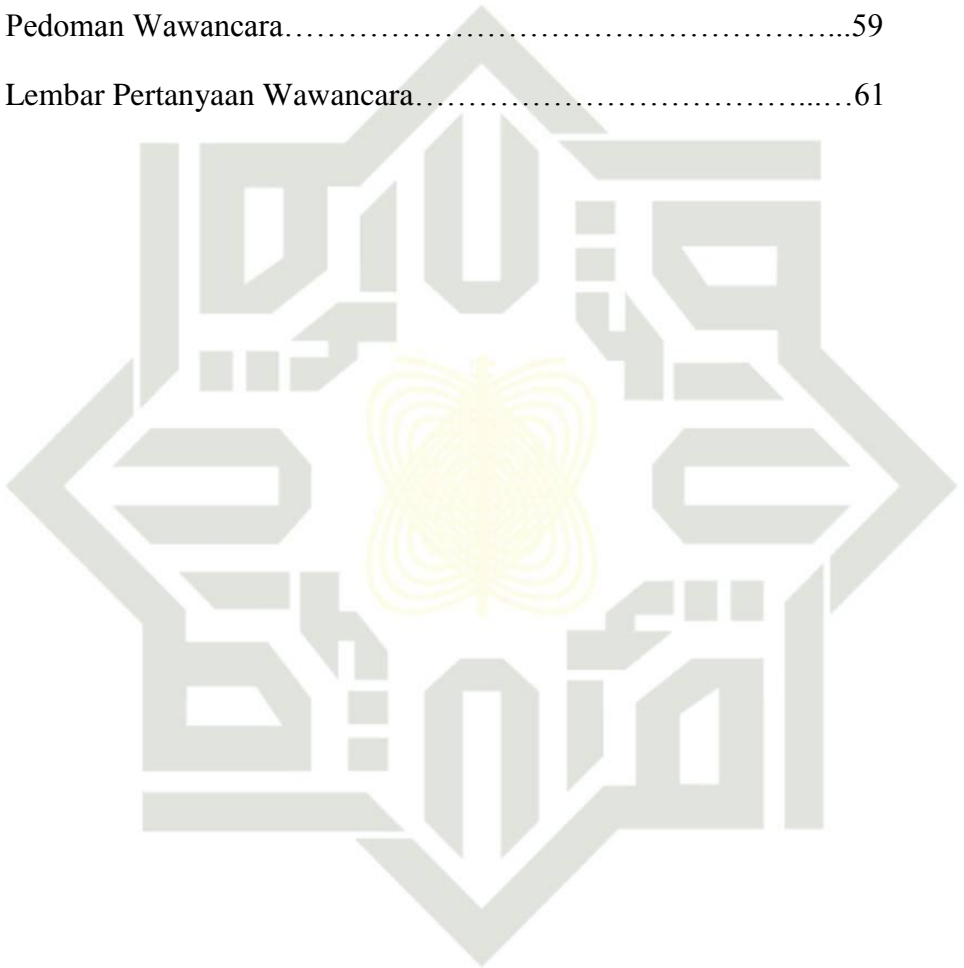 Pedoman Wawancara……………………………………………...59
Lembar Pertanyaan Wawancara………………………………...…61